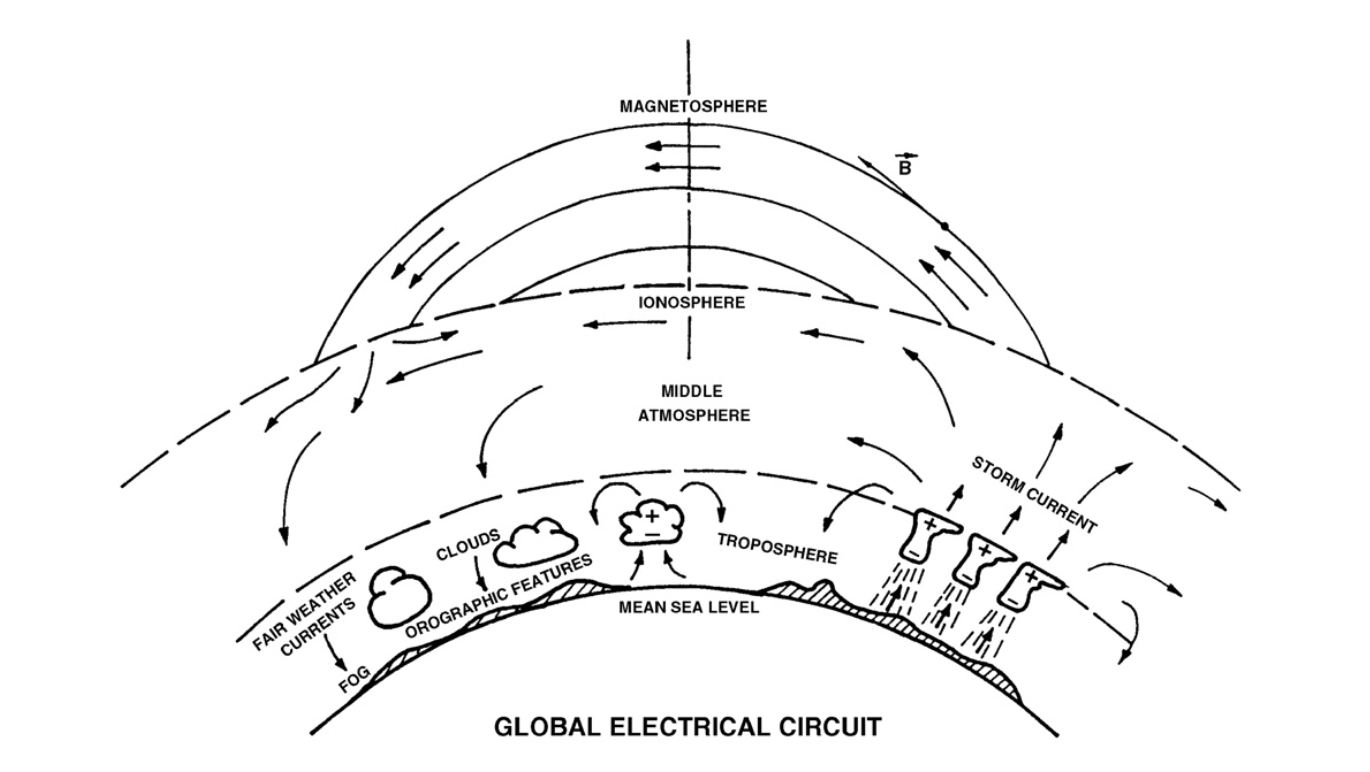 MAGNETOSPHERE
B
IONOSPHERE
MIDDLE
ATMOSPHERE
STORM CURRENT
+
−
TROPOSPHERE
+
−
+
−
+
−
CLOUDS
OROGRAPHIC FEATURES
FAIR WEATHER
CURRENTS
FOG
MEAN SEA LEVEL
GLOBAL ELECTRICAL CIRCUIT